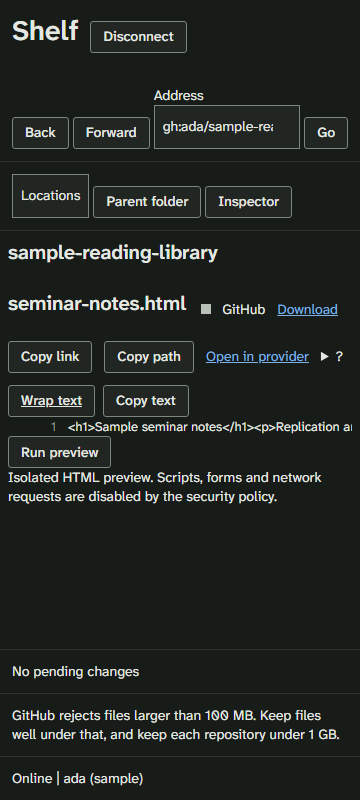 Shelf Disconnect
Address
Back Forward gh:ada/sample-rea Go
Locations Parent folder Inspector
sample-reading-library
seminar-notes.html GitHub Download
Copy link Copy path Open in provider ▶ ?
Wrap text Copy text
1 <h1>Sample seminar notes</h1><p>Replication
Run preview
Isolated HTML preview. Scripts, forms and network
requests are disabled by the security policy.
No pending changes
GitHub rejects files larger than 100 MB. Keep files
well under that, and keep each repository under 1 GB.
Online | ada (sample)